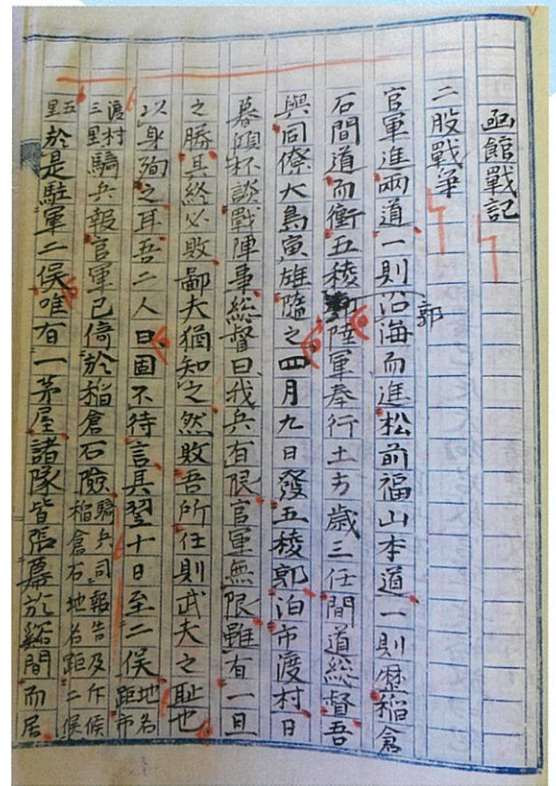 函館戰記
二股戰爭
官軍進兩道一則沿海而進松前福山本道一則歷稲倉
石間道而衝五稜郭陸軍奉行土方歳三任間道総督吾
與同僚大鳥寅雄隨之四月九日發五稜郭泊市渡村日
暮傾杯談戰陣事総督曰我兵有限官軍無限雖有一旦
之勝其終必敗鄙夫猶知之然敗吾所任則武夫之耻也
以身殉之耳吾二人曰固不待言其翌十日至二俣地名距市
渡村三里騎兵報官軍已倚於稲倉石險騎兵司報告及斥候稲倉石地名距二俣
五里於是駐軍二俣唯有一茅屋諸隊皆張幕於谿間而居